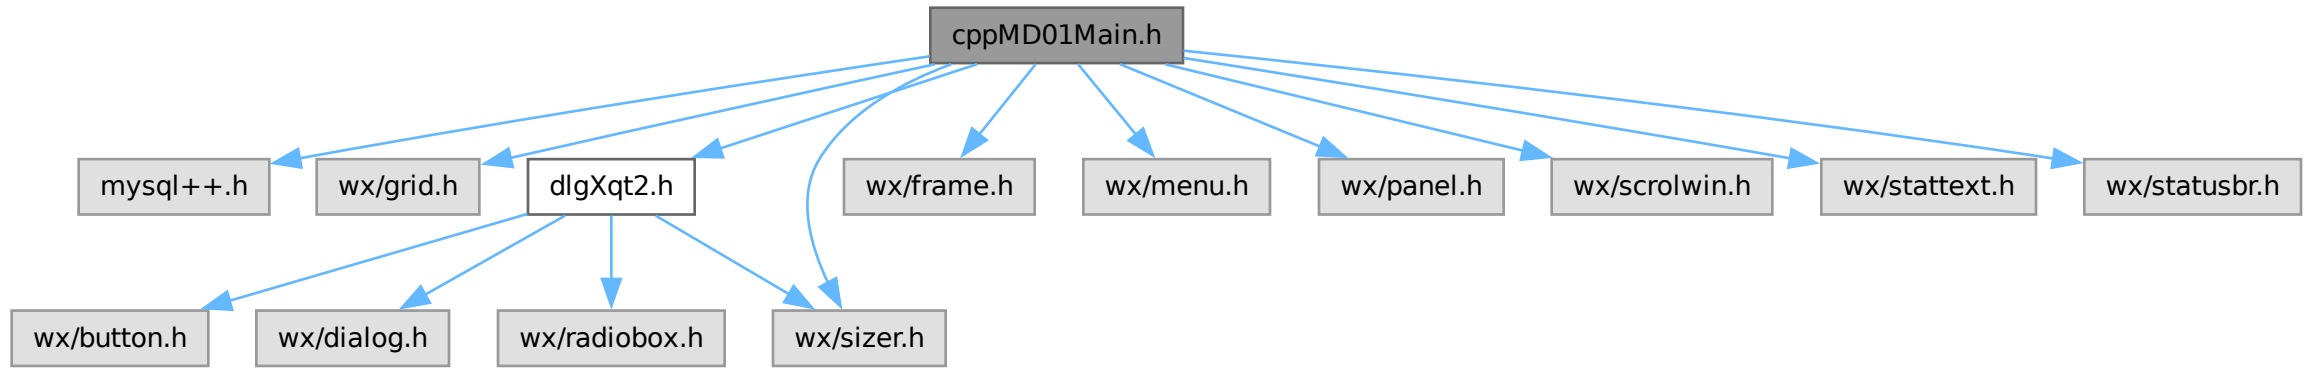 cppMD01Main.h
mysql++.h
wx/grid.h
dlgXqt2.h
wx/frame.h
wx/menu.h
wx/panel.h
wx/scrolwin.h
wx/stattext.h
wx/statusbr.h
wx/button.h
wx/dialog.h
wx/radiobox.h
wx/sizer.h